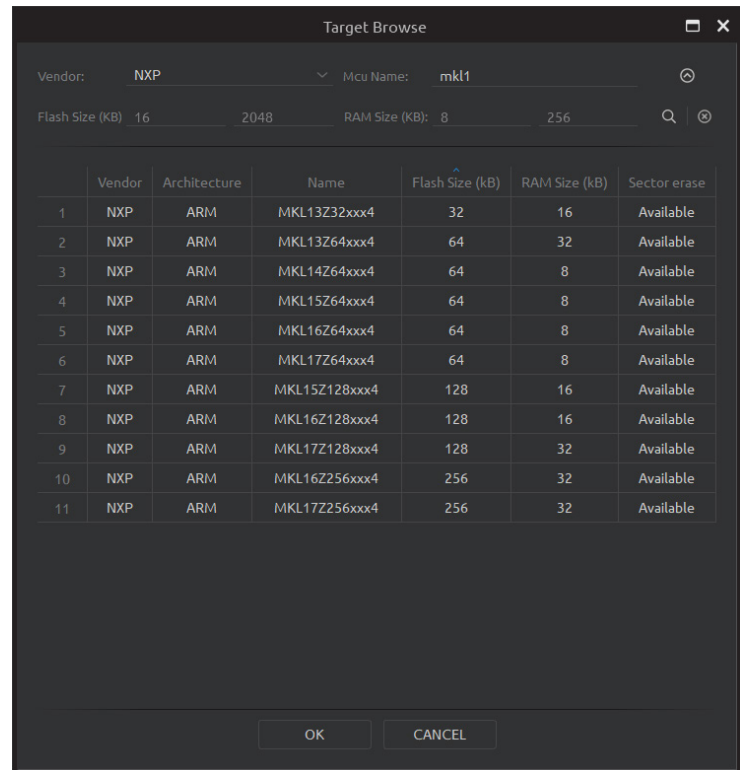 Target Browse
Vendor: NXP Mcu Name: mkl1
Flash Size (KB) 16 2048 RAM Size (KB): 8 256
Vendor Architecture Name Flash Size (kB) RAM Size (kB) Sector erase
1 NXP ARM MKL13Z32xxx4 32 16 Available
2 NXP ARM MKL13Z64xxx4 64 32 Available
3 NXP ARM MKL14Z64xxx4 64 8 Available
4 NXP ARM MKL15Z64xxx4 64 8 Available
5 NXP ARM MKL16Z64xxx4 64 8 Available
6 NXP ARM MKL17Z64xxx4 64 8 Available
7 NXP ARM MKL15Z128xxx4 128 16 Available
8 NXP ARM MKL16Z128xxx4 128 16 Available
9 NXP ARM MKL17Z128xxx4 128 32 Available
10 NXP ARM MKL16Z256xxx4 256 32 Available
11 NXP ARM MKL17Z256xxx4 256 32 Available
OK CANCEL